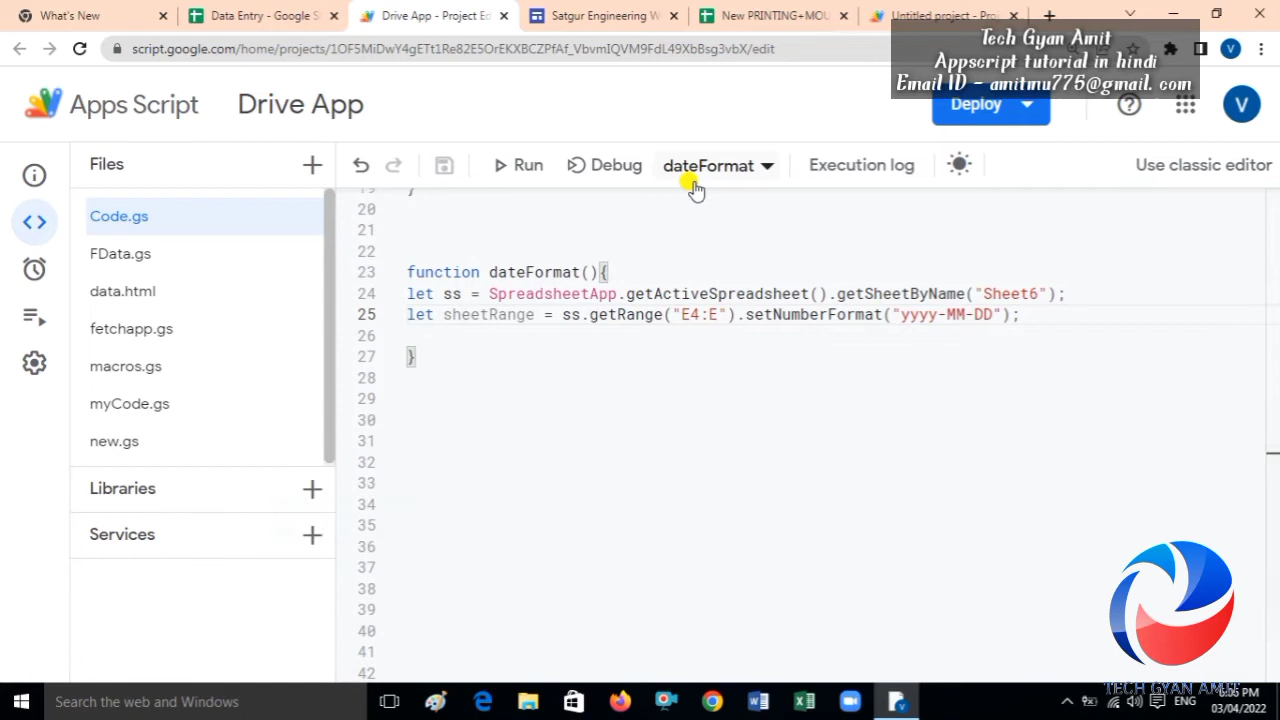 What's New
Data Entry - Google S
Drive App - Project Ed
Satgur Engineering W
New PRINTING+MOU
Untitled project - Proj
script.google.com/home/projects/1OF5MiDwY4gETt1Re82E5OrEKXBCZPfAf_VbvmIQVM9FdL49XbBsg3vbX/edit
Tech Gyan Amit
Appscript tutorial in hindi
Email ID - amitmu775@gmail. com
Apps Script
Drive App
Deploy
V
Files
Run
Debug
dateFormat
Execution log
Use classic editor
Code.gs
FData.gs
data.html
fetchapp.gs
macros.gs
myCode.gs
new.gs
Libraries
Services
19 }
20
21
22
23 function dateFormat(){
24 let ss = SpreadsheetApp.getActiveSpreadsheet().getSheetByName("Sheet6");
25 let sheetRange = ss.getRange("E4:E").setNumberFormat("yyyy-MM-DD");
26
27 }
28
29
30
31
32
33
34
35
36
37
38
39
40
41
42
TECH GYAN AMIT
Search the web and Windows
ENG
6:05 PM
03/04/2022